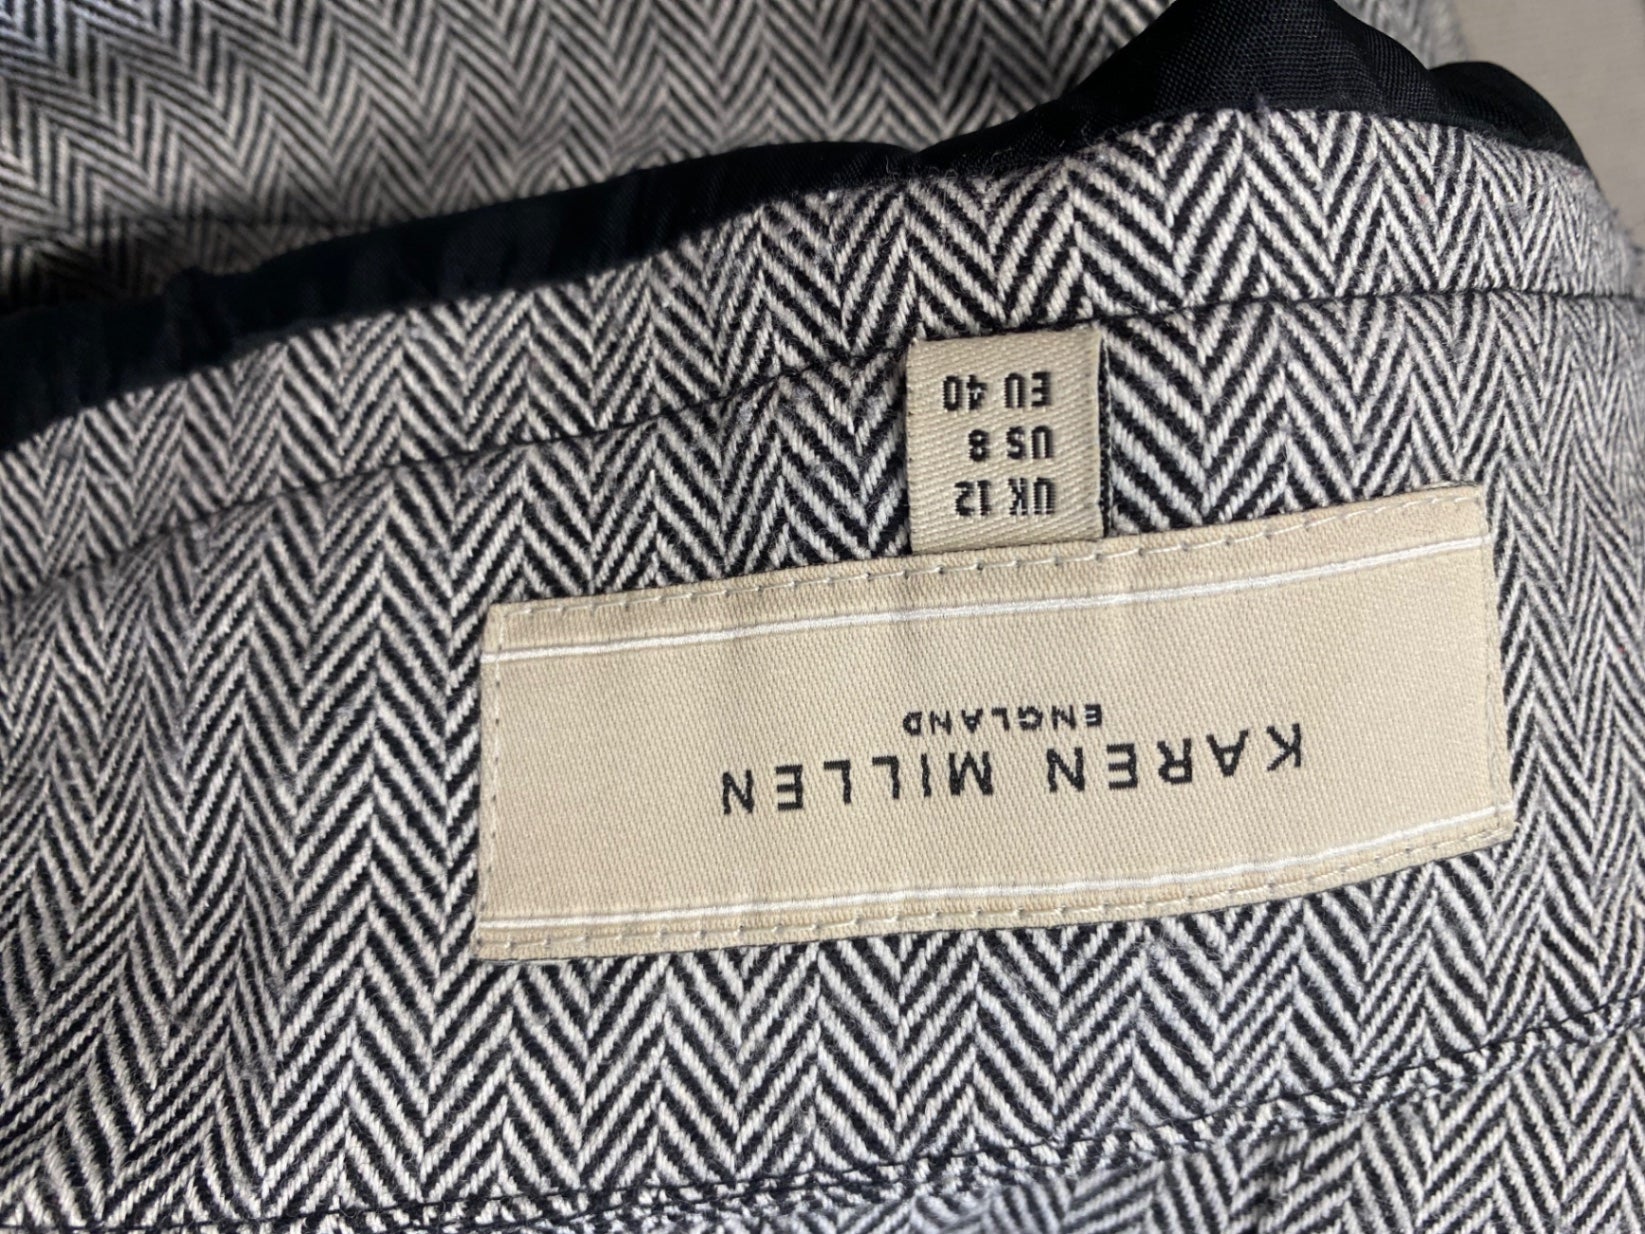 KAREN MILLEN
ENGLAND
UK 12
US 8
EU 40